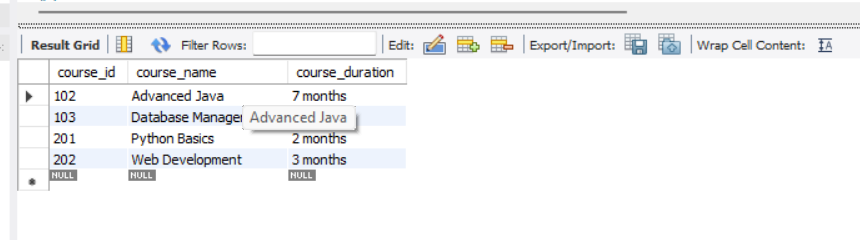 Result Grid Filter Rows: Edit: Export/Import: Wrap Cell Content: IA
course_id course_name course_duration
102 Advanced Java 7 months
103 Database Manager Advanced Java
201 Python Basics 2 months
202 Web Development 3 months
NULL NULL NULL